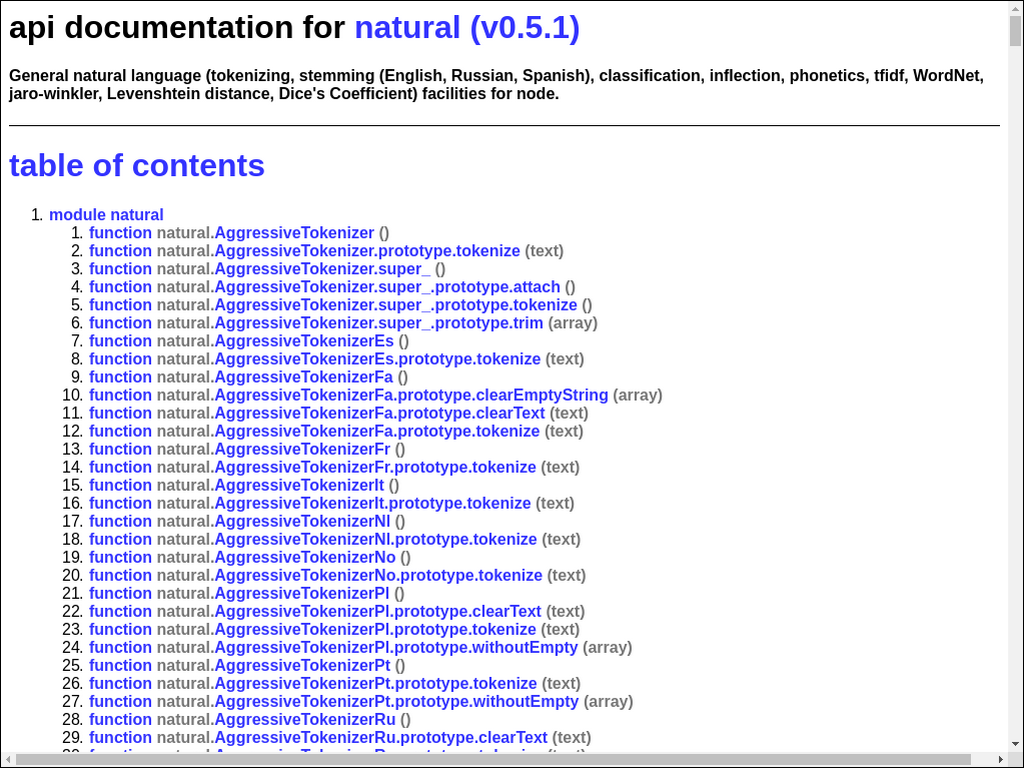 api documentation for natural (v0.5.1)
General natural language (tokenizing, stemming (English, Russian, Spanish), classification, inflection, phonetics, tfidf, WordNet,
jaro-winkler, Levenshtein distance, Dice's Coefficient) facilities for node.
table of contents
1. module natural
1. function natural.AggressiveTokenizer ()
2. function natural.AggressiveTokenizer.prototype.tokenize (text)
3. function natural.AggressiveTokenizer.super_ ()
4. function natural.AggressiveTokenizer.super_.prototype.attach ()
5. function natural.AggressiveTokenizer.super_.prototype.tokenize ()
6. function natural.AggressiveTokenizer.super_.prototype.trim (array)
7. function natural.AggressiveTokenizerEs ()
8. function natural.AggressiveTokenizerEs.prototype.tokenize (text)
9. function natural.AggressiveTokenizerFa ()
10. function natural.AggressiveTokenizerFa.prototype.clearEmptyString (array)
11. function natural.AggressiveTokenizerFa.prototype.clearText (text)
12. function natural.AggressiveTokenizerFa.prototype.tokenize (text)
13. function natural.AggressiveTokenizerFr ()
14. function natural.AggressiveTokenizerFr.prototype.tokenize (text)
15. function natural.AggressiveTokenizerIt ()
16. function natural.AggressiveTokenizerIt.prototype.tokenize (text)
17. function natural.AggressiveTokenizerNl ()
18. function natural.AggressiveTokenizerNl.prototype.tokenize (text)
19. function natural.AggressiveTokenizerNo ()
20. function natural.AggressiveTokenizerNo.prototype.tokenize (text)
21. function natural.AggressiveTokenizerPl ()
22. function natural.AggressiveTokenizerPl.prototype.clearText (text)
23. function natural.AggressiveTokenizerPl.prototype.tokenize (text)
24. function natural.AggressiveTokenizerPl.prototype.withoutEmpty (array)
25. function natural.AggressiveTokenizerPt ()
26. function natural.AggressiveTokenizerPt.prototype.tokenize (text)
27. function natural.AggressiveTokenizerPt.prototype.withoutEmpty (array)
28. function natural.AggressiveTokenizerRu ()
29. function natural.AggressiveTokenizerRu.prototype.clearText (text)